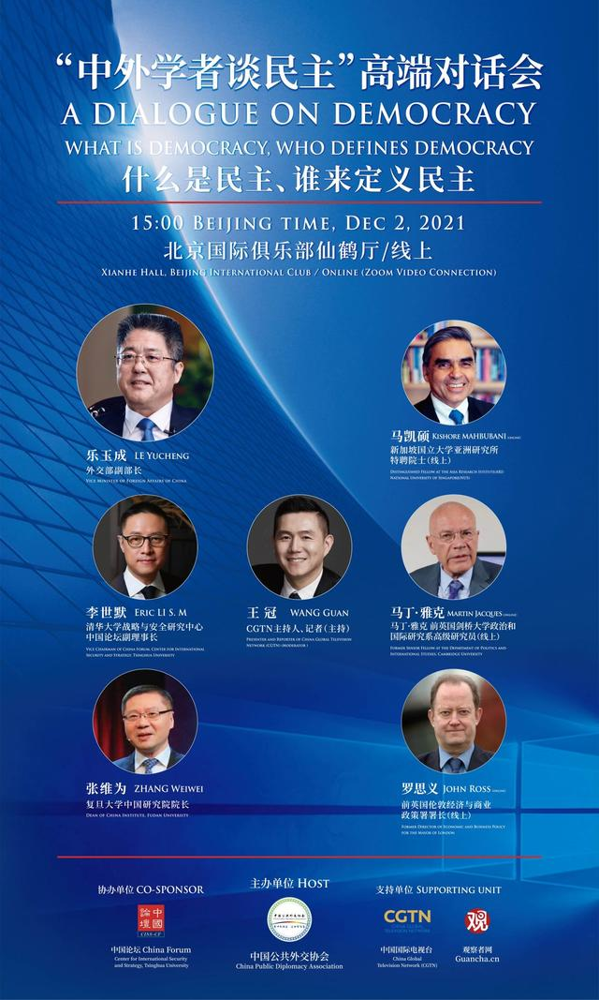 “中外学者谈民主”高端对话会
A DIALOGUE ON DEMOCRACY
WHAT IS DEMOCRACY, WHO DEFINES DEMOCRACY
什么是民主、谁来定义民主
15:00 BEIJING TIME, DEC 2, 2021
北京国际俱乐部仙鹤厅/线上
XIANHE HALL, BEIJING INTERNATIONAL CLUB / ONLINE (ZOOM VIDEO CONNECTION)
乐玉成 LE YUCHENG
外交部副部长
VICE MINISTER OF FOREIGN AFFAIRS OF CHINA
马凯硕 KISHORE MAHBUBANI (ONLINE)
新加坡国立大学亚洲研究所
特聘院士(线上)
DISTINGUISHED FELLOW AT THE ASIA RESEARCH INSTITUTE(ARI)
NATIONAL UNIVERSITY OF SINGAPORE(NUS)
李世默 ERIC LI S. M
清华大学战略与安全研究中心
中国论坛副理事长
VICE CHAIRMAN OF CHINA FORUM, CENTER FOR INTERNATIONAL
SECURITY AND STRATEGY TSINGHUA UNIVERSITY
王冠 WANG GUAN
CGTN主持人、记者(主持)
PRESENTER AND REPORTER OF CHINA GLOBAL TELEVISION
NETWORK (CGTN) (MODERATOR)
马丁·雅克 MARTIN JACQUES (ONLINE)
马丁·雅克 前英国剑桥大学政治和
国际研究系高级研究员(线上)
FORMER SENIOR FELLOW AT THE DEPARTMENT OF POLITICS AND
INTERNATIONAL STUDIES, CAMBRIDGE UNIVERSITY
张维为 ZHANG WEIWEI
复旦大学中国研究院院长
DEAN OF CHINA INSTITUTE, FUDAN UNIVERSITY
罗思义 JOHN ROSS (ONLINE)
前英国伦敦经济与商业
政策署署长(线上)
FORMER DIRECTOR OF ECONOMIC AND BUSINESS POLICY
FOR THE MAYOR OF LONDON
协办单位 CO-SPONSOR
中國論壇
CISS-CF
中国论坛 China Forum
Center for International Security
and Strategy, Tsinghua University
主办单位 HOST
中国公共外交协会
China Public Diplomacy Association
支持单位 SUPPORTING UNIT
CGTN
CHINA GLOBAL
TELEVISION NETWORK
中国国际电视台
China Global
Television Network (CGTN)
观
观察者网
Guancha.cn